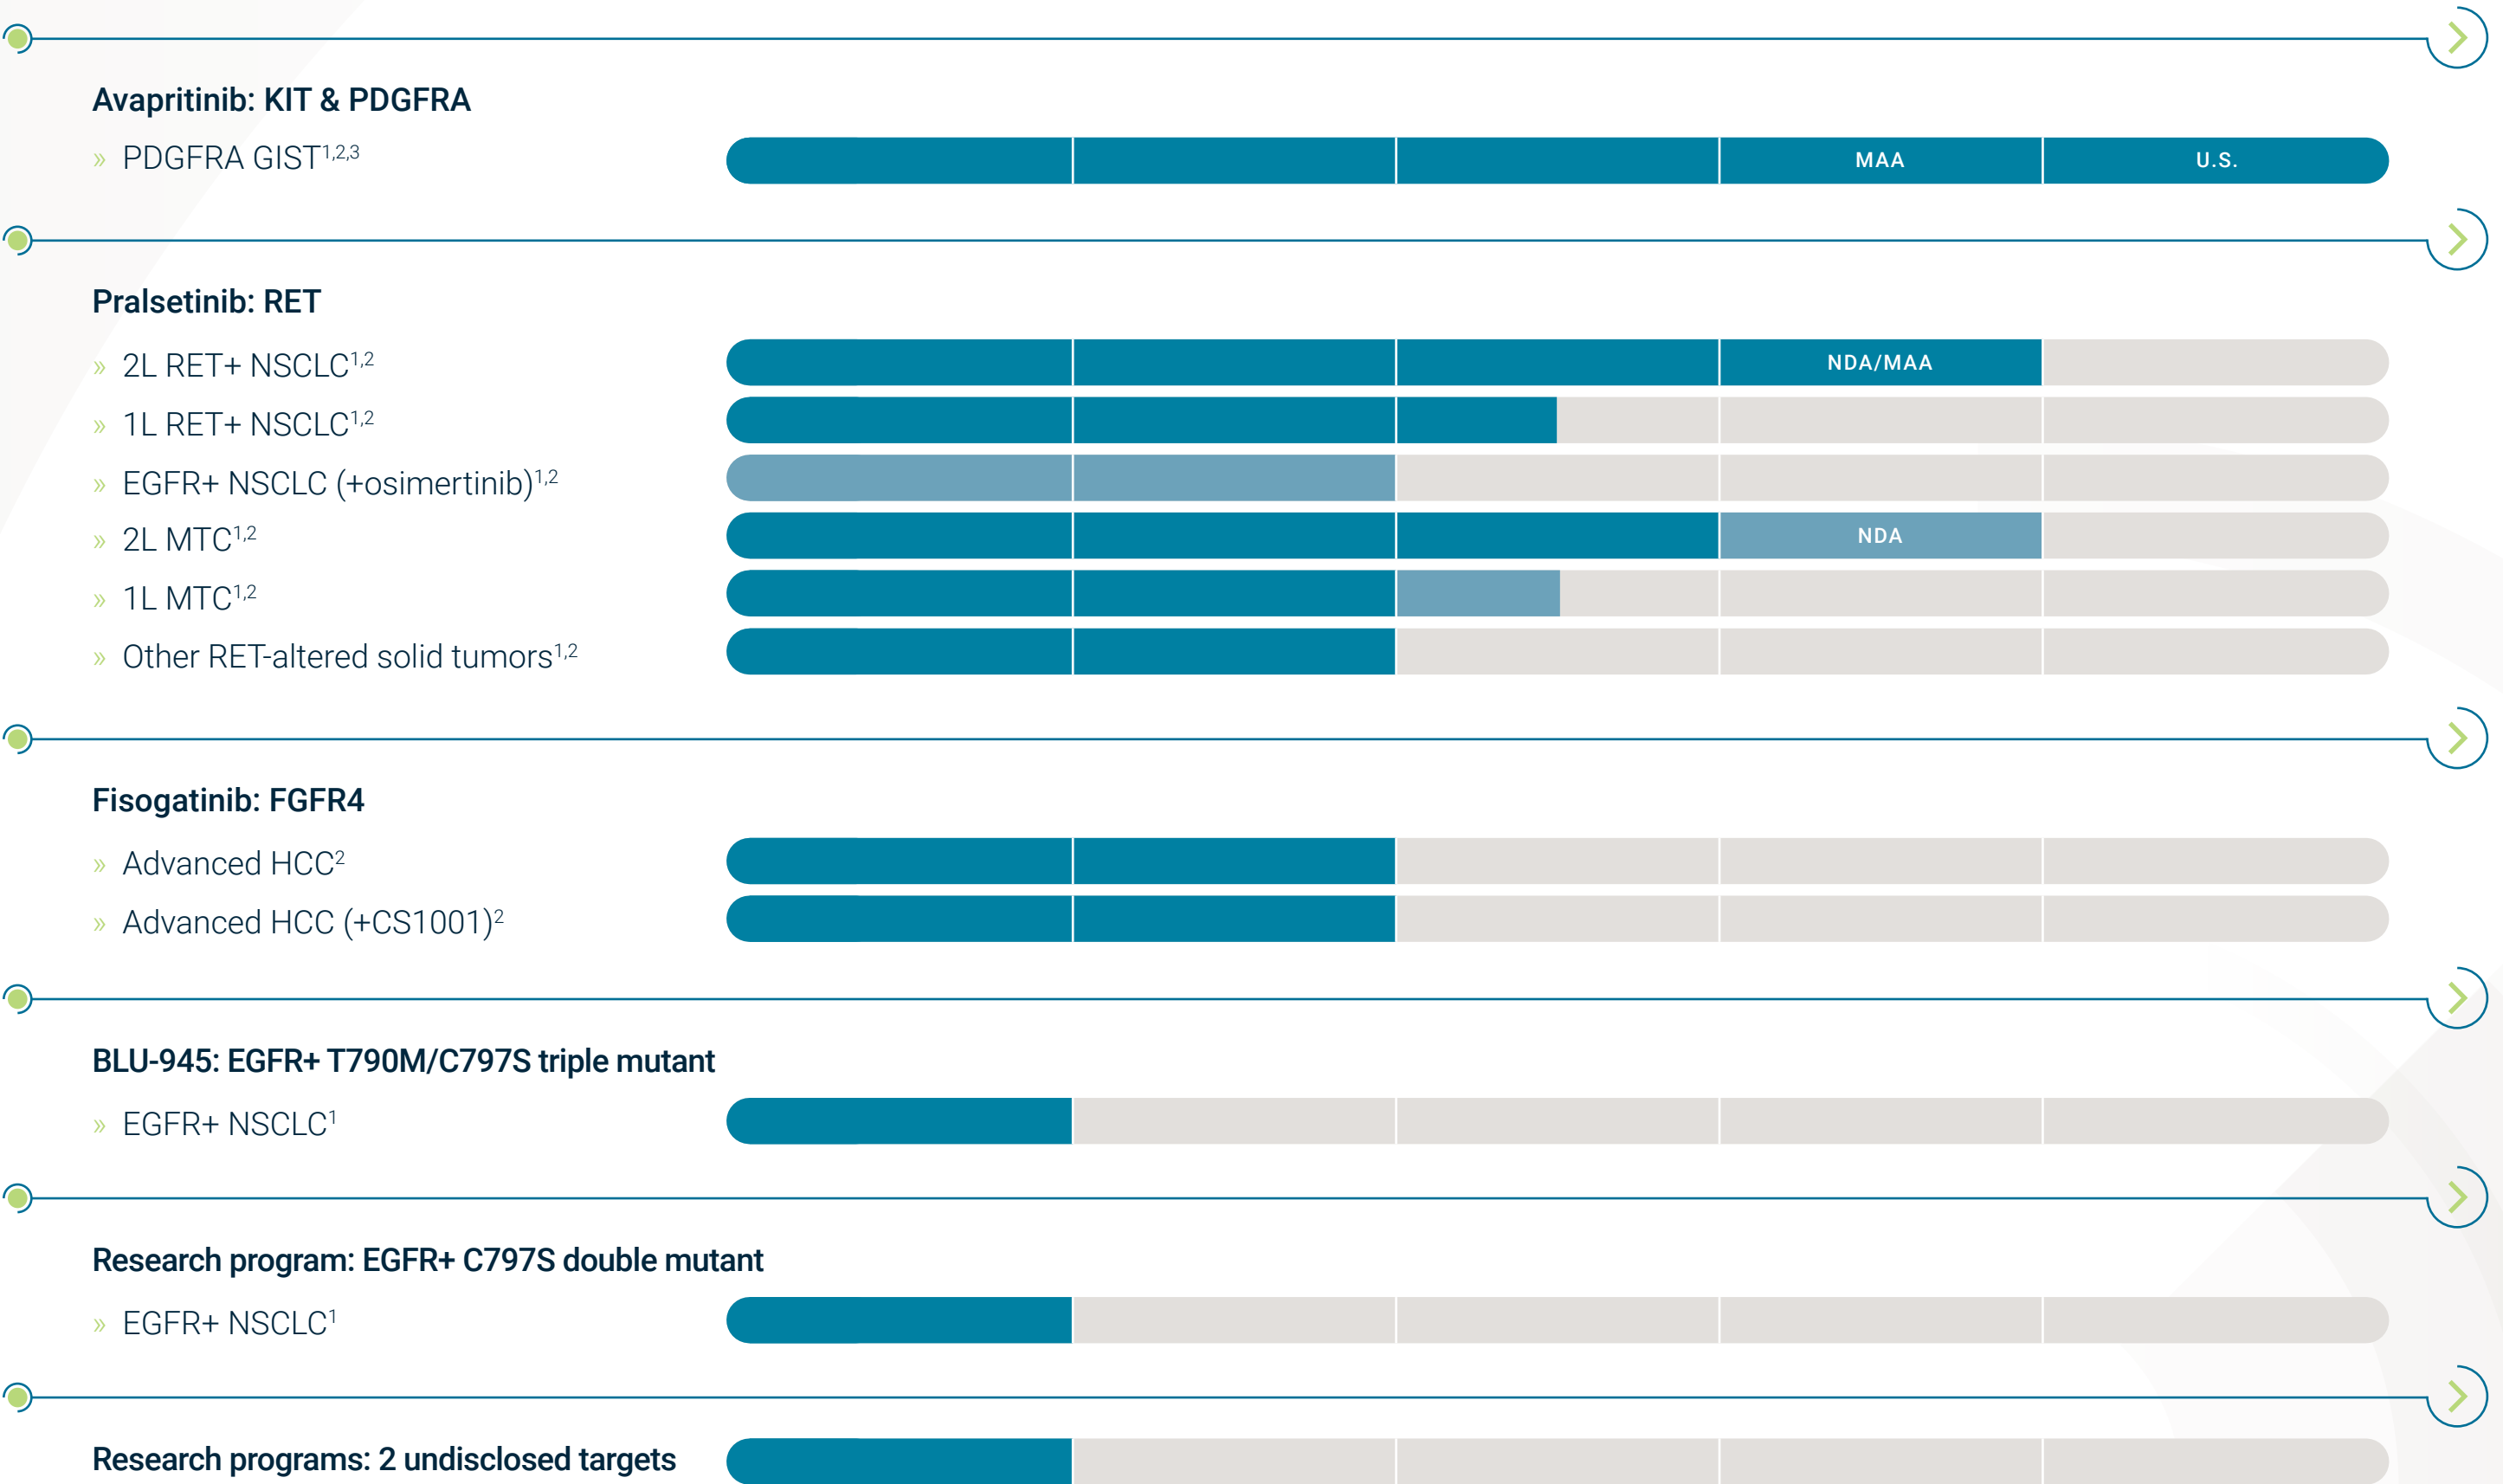 Avapritinib: KIT & PDGFRA
» PDGFRA GIST1,2,3
MAA
U.S.
Pralsetinib: RET
» 2L RET+ NSCLC1,2
NDA/MAA
» 1L RET+ NSCLC1,2
» EGFR+ NSCLC (+osimertinib)1,2
» 2L MTC1,2
NDA
» 1L MTC1,2
» Other RET-altered solid tumors1,2
Fisogatinib: FGFR4
» Advanced HCC2
» Advanced HCC (+CS1001)2
BLU-945: EGFR+ T790M/C797S triple mutant
» EGFR+ NSCLC1
Research program: EGFR+ C797S double mutant
» EGFR+ NSCLC1
Research programs: 2 undisclosed targets